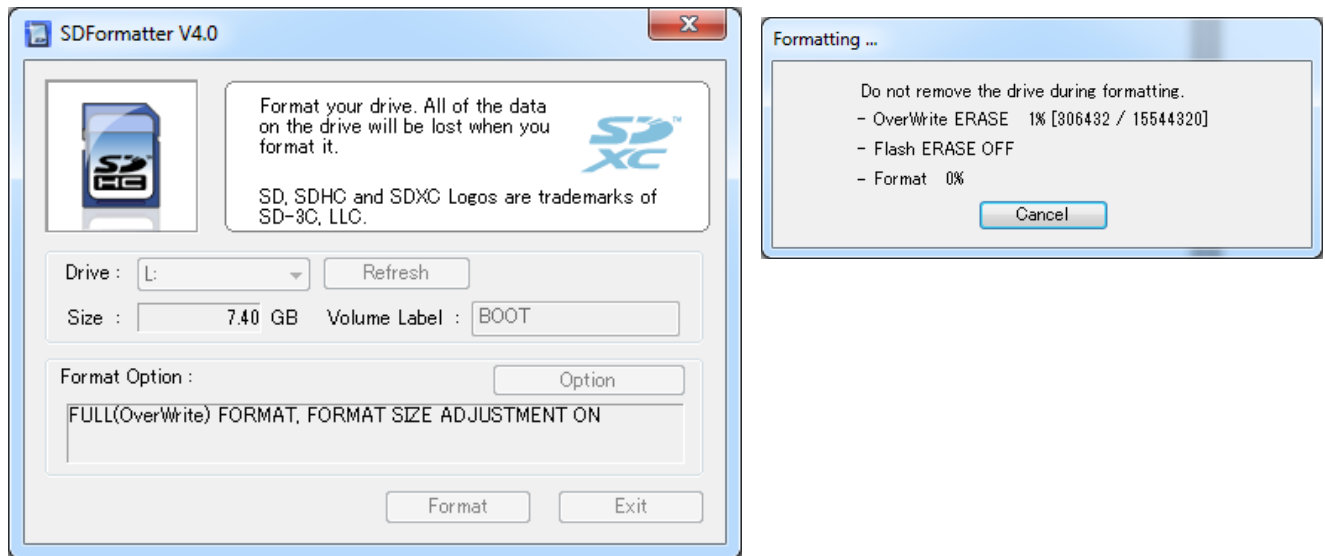 SDFormatter V4.0
Format your drive. All of the data
on the drive will be lost when you
format it.
SD, SDHC and SDXC Logos are trademarks of
SD-3C, LLC.
SD HC
SD XC™
Drive : L: Refresh
Size : 7.40 GB Volume Label : BOOT
Format Option : Option
FULL(OverWrite) FORMAT, FORMAT SIZE ADJUSTMENT ON
Format Exit
Formatting ...
Do not remove the drive during formatting.
- OverWrite ERASE 1% [306432 / 15544320]
- Flash ERASE OFF
- Format 0%
Cancel